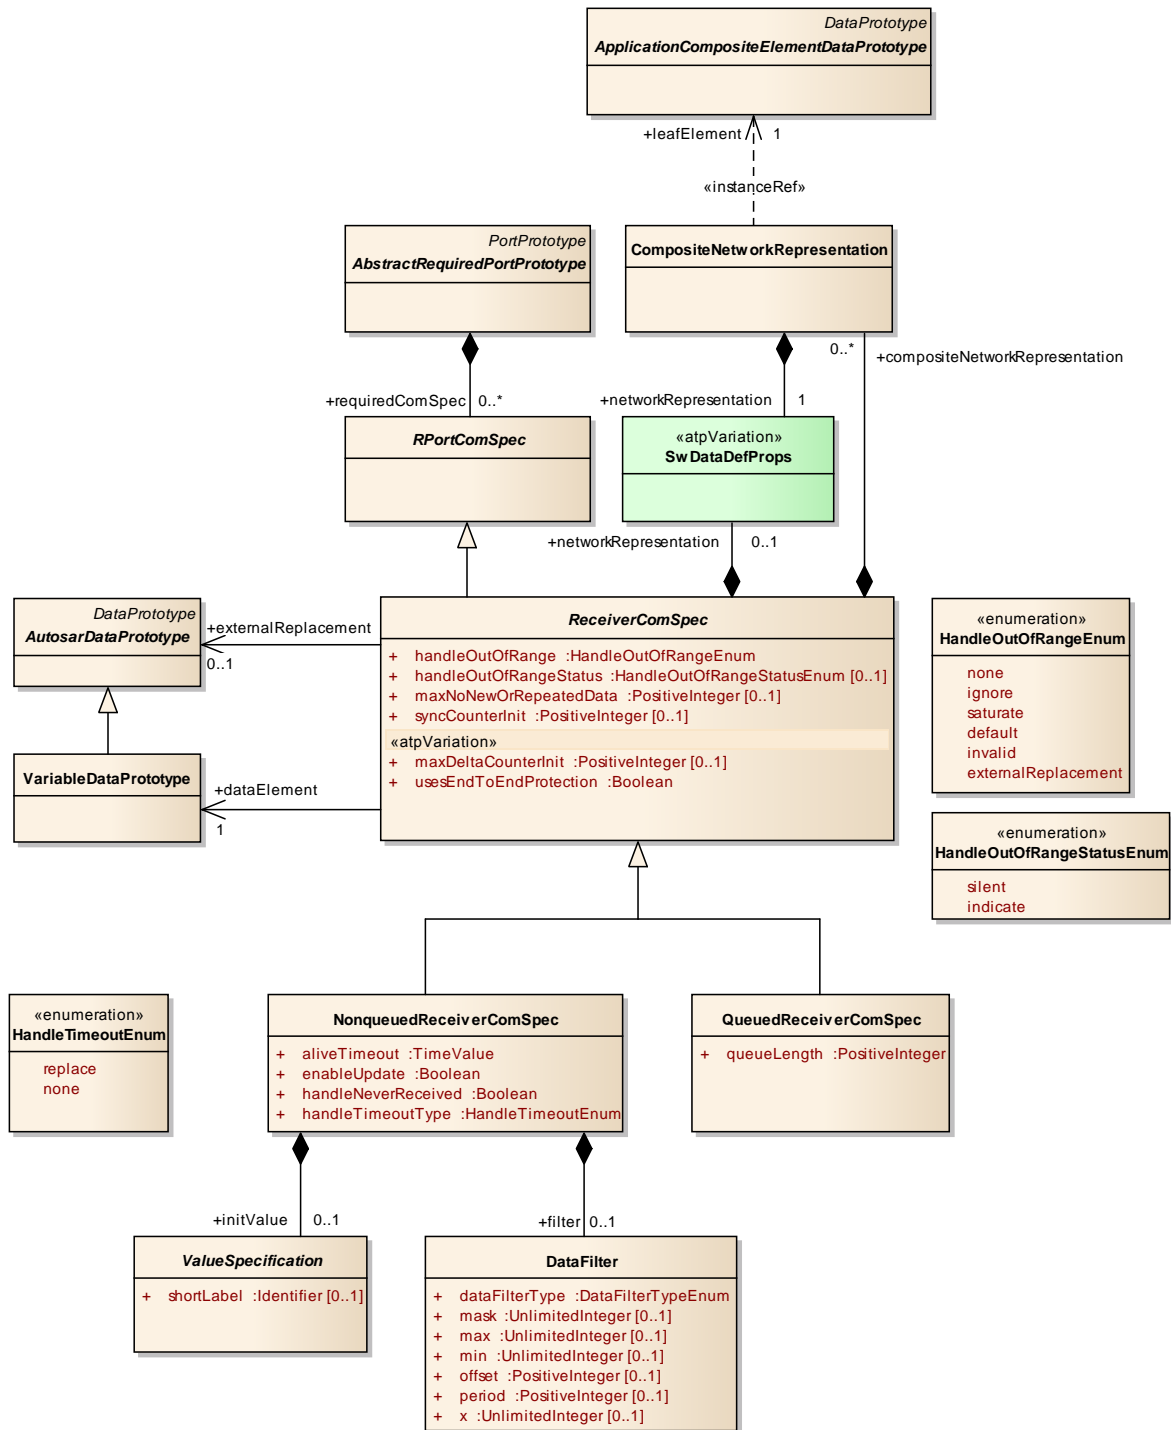 DataPrototype
ApplicationCompositeElementDataPrototype
+leafElement
1
«instanceRef»
PortPrototype
AbstractRequiredPortPrototype
CompositeNetworkRepresentation
0..*
+compositeNetworkRepresentation
+requiredComSpec
0..*
+networkRepresentation
1
RPortComSpec
«atpVariation»
SwDataDefProps
+networkRepresentation
0..1
DataPrototype
AutosarDataPrototype
+externalReplacement
0..1
ReceiverComSpec
+ handleOutOfRange :HandleOutOfRangeEnum
+ handleOutOfRangeStatus :HandleOutOfRangeStatusEnum [0..1]
+ maxNoNewOrRepeatedData :PositiveInteger [0..1]
+ syncCounterInit :PositiveInteger [0..1]
«atpVariation»
+ maxDeltaCounterInit :PositiveInteger [0..1]
+ usesEndToEndProtection :Boolean
«enumeration»
HandleOutOfRangeEnum
none
ignore
saturate
default
invalid
externalReplacement
VariableDataPrototype
+dataElement
1
«enumeration»
HandleOutOfRangeStatusEnum
silent
indicate
«enumeration»
HandleTimeoutEnum
replace
none
NonqueuedReceiverComSpec
+ aliveTimeout :TimeValue
+ enableUpdate :Boolean
+ handleNeverReceived :Boolean
+ handleTimeoutType :HandleTimeoutEnum
QueuedReceiverComSpec
+ queueLength :PositiveInteger
+initValue
0..1
+filter
0..1
ValueSpecification
+ shortLabel :Identifier [0..1]
DataFilter
+ dataFilterType :DataFilterTypeEnum
+ mask :UnlimitedInteger [0..1]
+ max :UnlimitedInteger [0..1]
+ min :UnlimitedInteger [0..1]
+ offset :PositiveInteger [0..1]
+ period :PositiveInteger [0..1]
+ x :UnlimitedInteger [0..1]